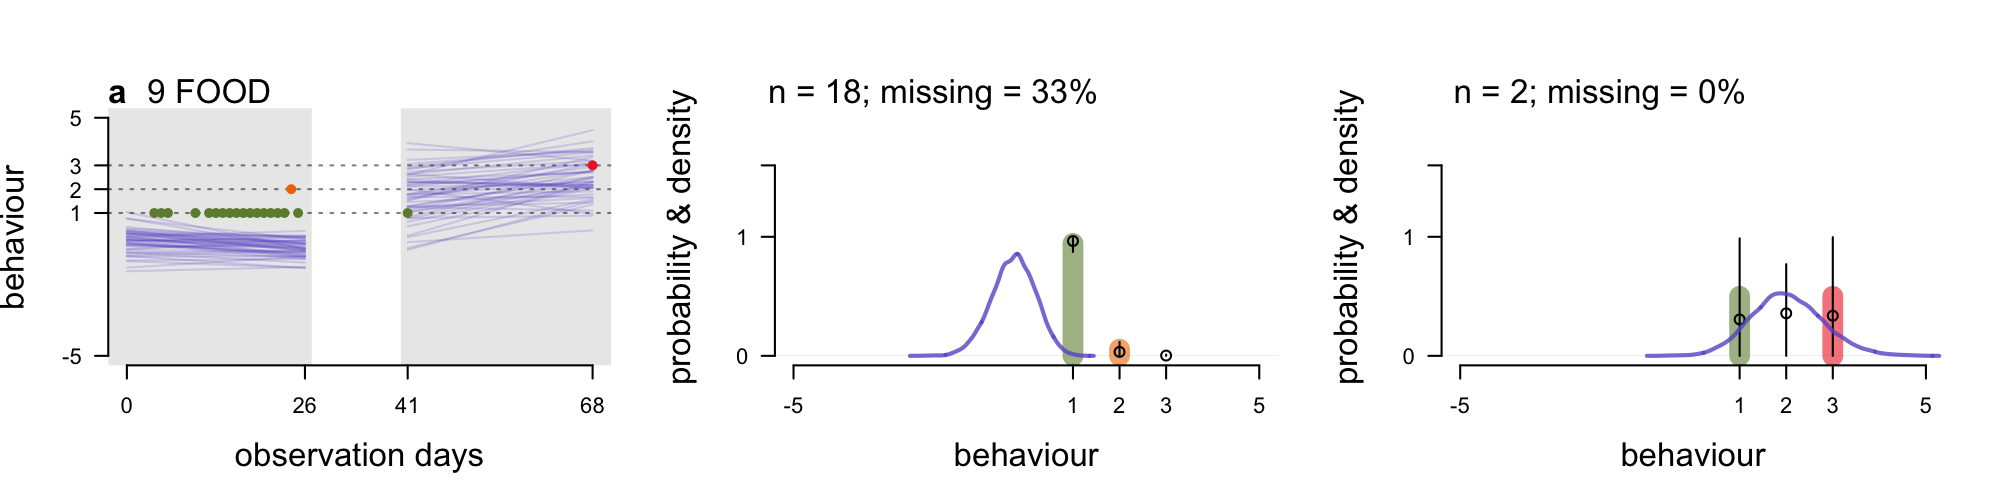 a 9 FOOD
behaviour
5
3
2
1
-5
0 26 41 68
observation days
n = 18; missing = 33%
probability & density
1
0
-5 1 2 3 5
behaviour
n = 2; missing = 0%
probability & density
1
0
-5 1 2 3 5
behaviour